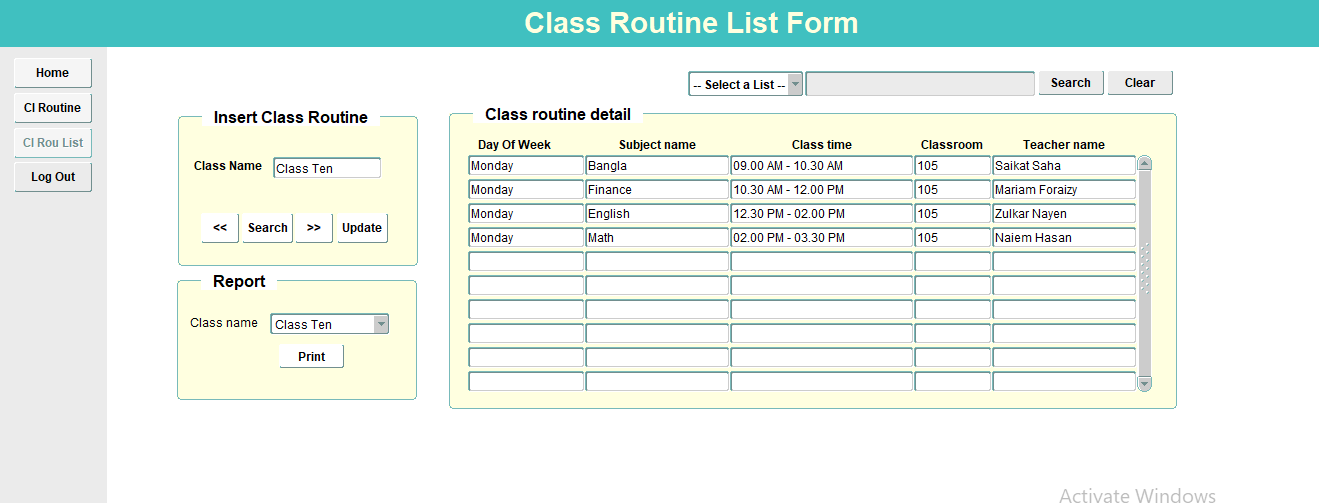 Class Routine List Form
Home
Cl Routine
Cl Rou List
Log Out
-- Select a List --
Search
Clear
Insert Class Routine
Class Name Class Ten
<< Search >> Update
Report
Class name Class Ten
Print
Class routine detail
Day Of Week Subject name Class time Classroom Teacher name
Monday Bangla 09.00 AM - 10.30 AM 105 Saikat Saha
Monday Finance 10.30 AM - 12.00 PM 105 Mariam Foraizy
Monday English 12.30 PM - 02.00 PM 105 Zulkar Nayen
Monday Math 02.00 PM - 03.30 PM 105 Naiem Hasan
Activate Windows